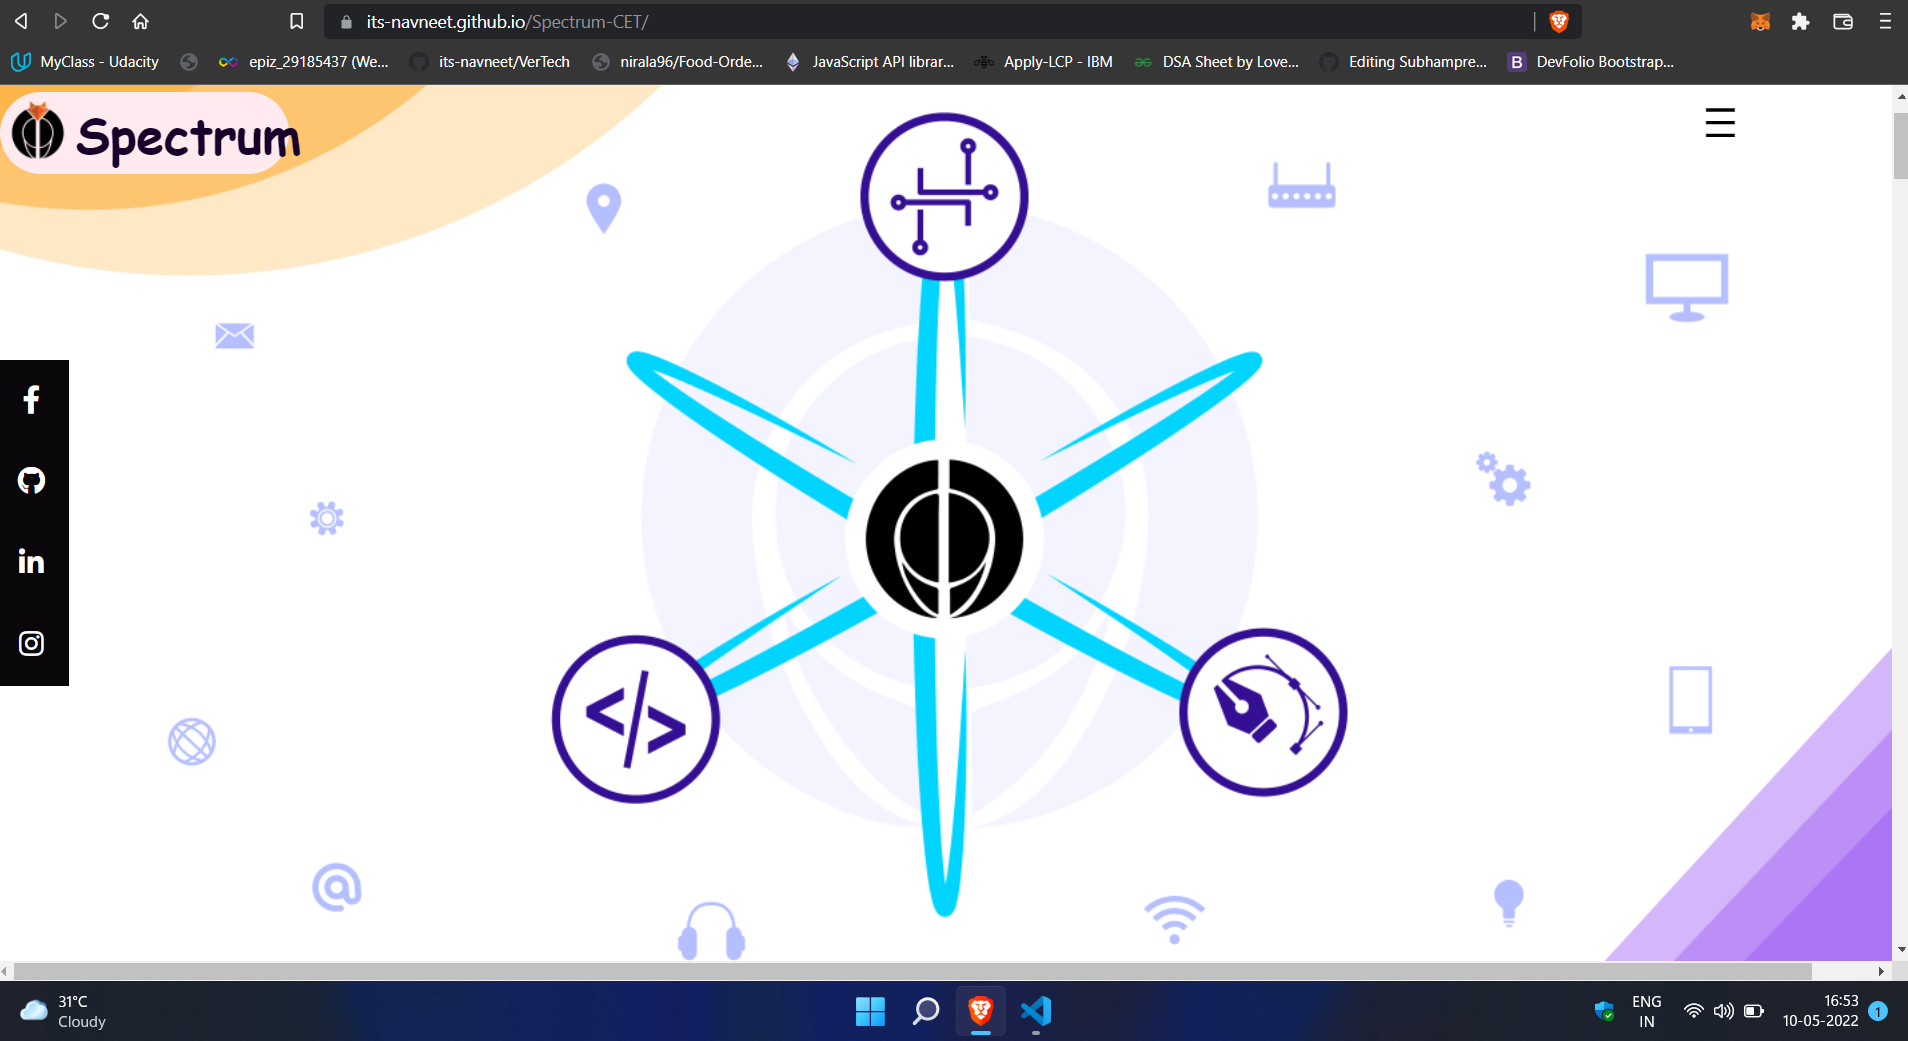 its-navneet.github.io/Spectrum-CET/
MyClass - Udacity
epiz_29185437 (We...
its-navneet/VerTech
nirala96/Food-Orde...
JavaScript API librar...
Apply-LCP - IBM
DSA Sheet by Love...
Editing Subhampre...
B
DevFolio Bootstrap...
Spectrum
</>
@
31°C
Cloudy
ENG
IN
16:53
10-05-2022
1